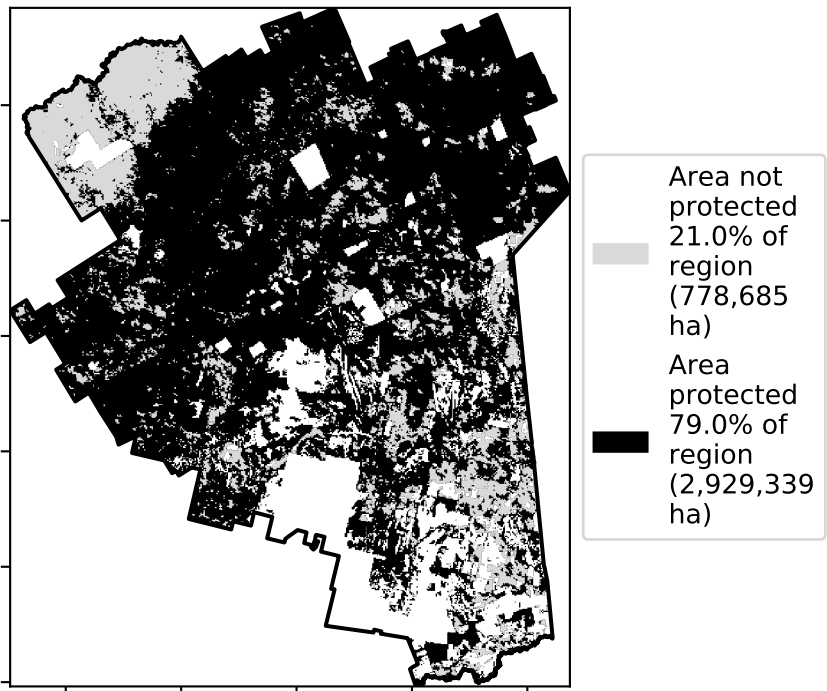 Area not
protected
21.0% of
region
(778,685
ha)
Area
protected
79.0% of
region
(2,929,339
ha)